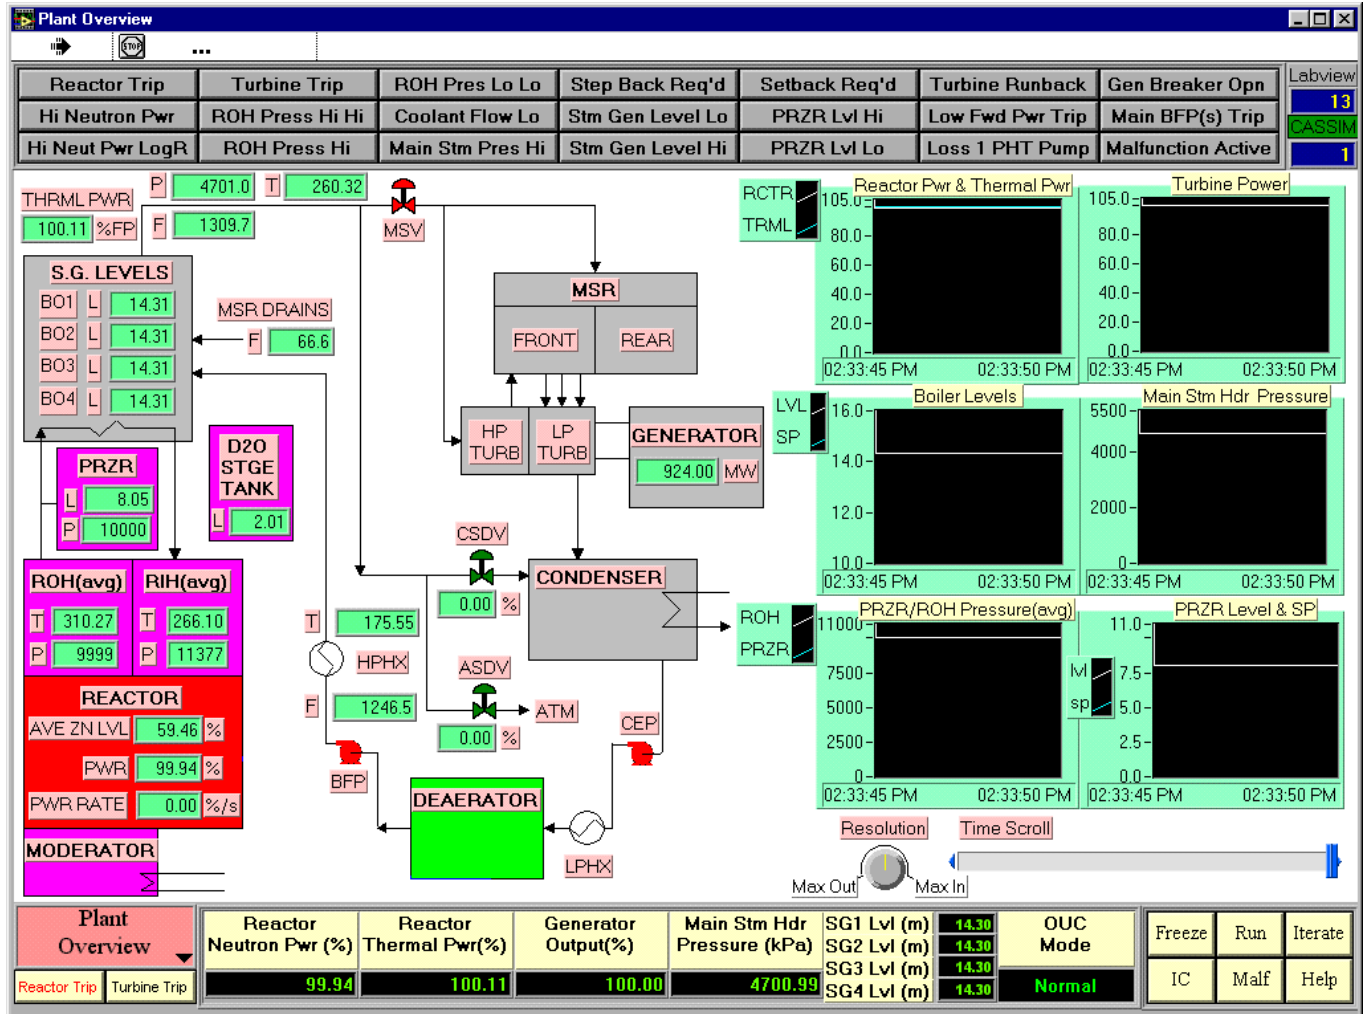 Plant Overview
STOP ...
Reactor Trip Turbine Trip ROH Pres Lo Lo Step Back Req'd Setback Req'd Turbine Runback Gen Breaker Opn
Hi Neutron Pwr ROH Press Hi Hi Coolant Flow Lo Stm Gen Level Lo PRZR Lvl Hi Low Fwd Pwr Trip Main BFP(s) Trip
Hi Neut Pwr LogR ROH Press Hi Main Stm Pres Hi Stm Gen Level Hi PRZR Lvl Lo Loss 1 PHT Pump Malfunction Active
Labview
13
CASSIM
1
THRML PWR
100.11 %FP
P 4701.0 T 260.32
F 1309.7
MSV
S.G. LEVELS
BO1 L 14.31
BO2 L 14.31
BO3 L 14.31
BO4 L 14.31
MSR DRAINS
F 66.6
MSR
FRONT REAR
HP TURB
LP TURB
GENERATOR
924.00 MW
PRZR
L 8.05
P 10000
D2O
STGE
TANK
L 2.01
CSDV
0.00 %
CONDENSER
ROH(avg) RIH(avg)
T 310.27 T 266.10
P 9999 P 11377
T 175.55
HPHX
F 1246.5
ASDV
0.00 %
ATM
CEP
REACTOR
AVE ZN LVL 59.46 %
PWR 99.94 %
PWR RATE 0.00 %/s
BFP
DEAERATOR
LPHX
MODERATOR
RCTR
TRML
Reactor Pwr & Thermal Pwr
105.0
80.0
60.0
40.0
20.0
0.0
02:33:45 PM 02:33:50 PM
Turbine Power
105.0
80.0
60.0
40.0
20.0
0.0
02:33:45 PM 02:33:50 PM
LVL
SP
Boiler Levels
16.0
14.0
12.0
10.0
02:33:45 PM 02:33:50 PM
Main Stm Hdr Pressure
5500
4000
2000
0
02:33:45 PM 02:33:50 PM
ROH
PRZR
PRZR/ROH Pressure(avg)
11000
7500
5000
2500
0
02:33:45 PM 02:33:50 PM
PRZR Level & SP
lvl
sp
11.0
7.5
5.0
2.5
0.0
02:33:45 PM 02:33:50 PM
Resolution Time Scroll
Max Out Max In
Plant
Overview
Reactor Trip Turbine Trip
Reactor
Neutron Pwr (%)
99.94
Reactor
Thermal Pwr(%)
100.11
Generator
Output(%)
100.00
Main Stm Hdr
Pressure (kPa)
4700.99
SG1 Lvl (m) 14.30
SG2 Lvl (m) 14.30
SG3 Lvl (m) 14.30
SG4 Lvl (m) 14.30
OUC
Mode
Normal
Freeze Run Iterate
IC Malf Help